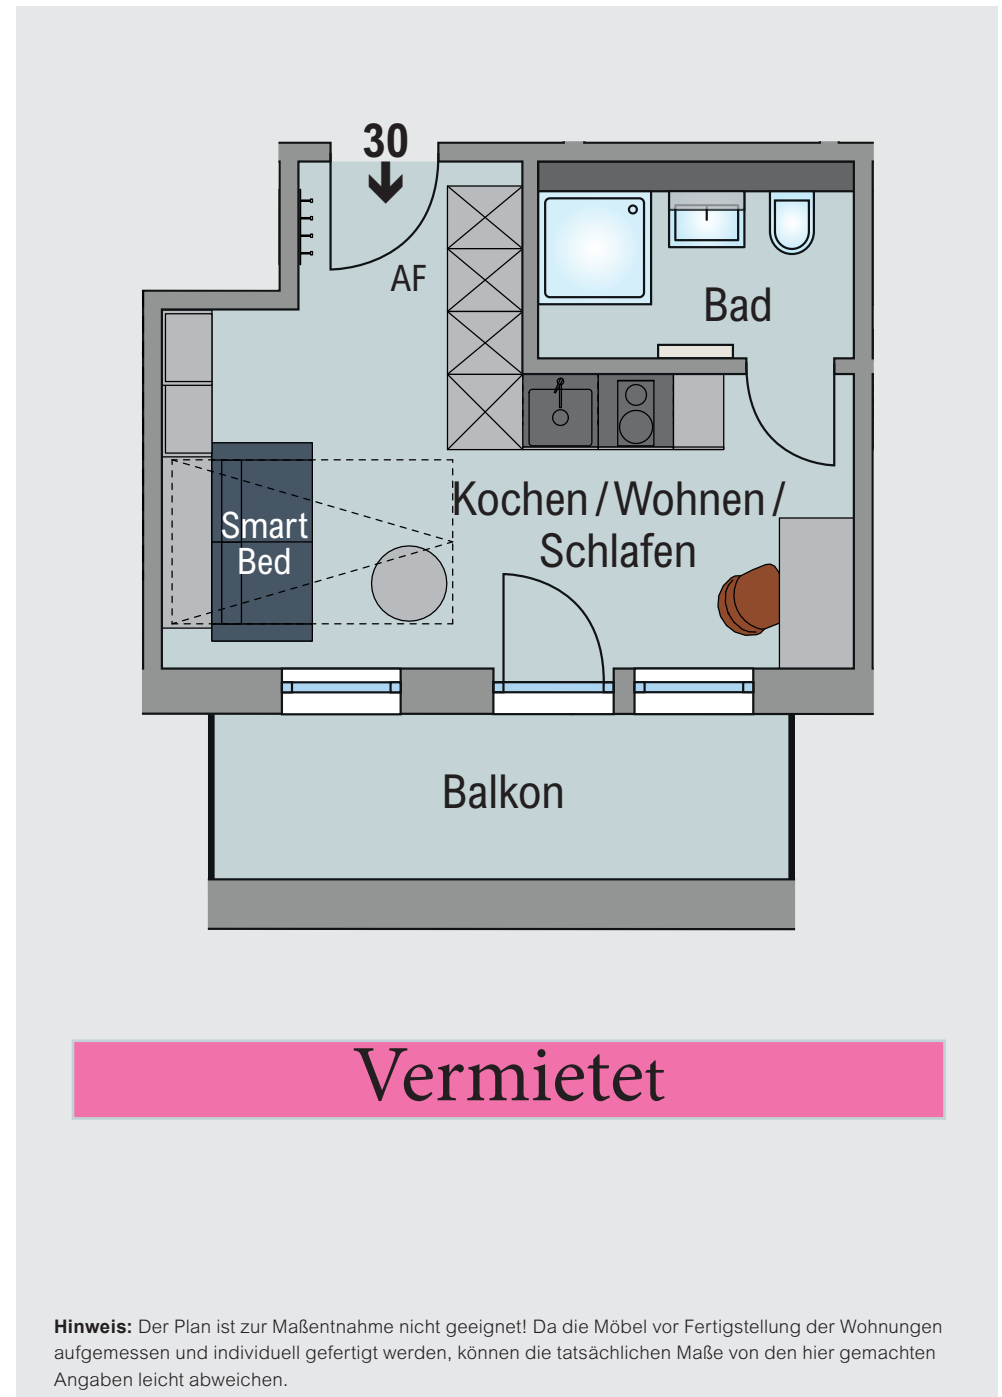 30
AF
Bad
Kochen / Wohnen /
Schlafen
Smart
Bed
Balkon
Vermietet
Hinweis: Der Plan ist zur Maßentnahme nicht geeignet! Da die Möbel vor Fertigstellung der Wohnungen
aufgemessen und individuell gefertigt werden, können die tatsächlichen Maße von den hier gemachten
Angaben leicht abweichen.